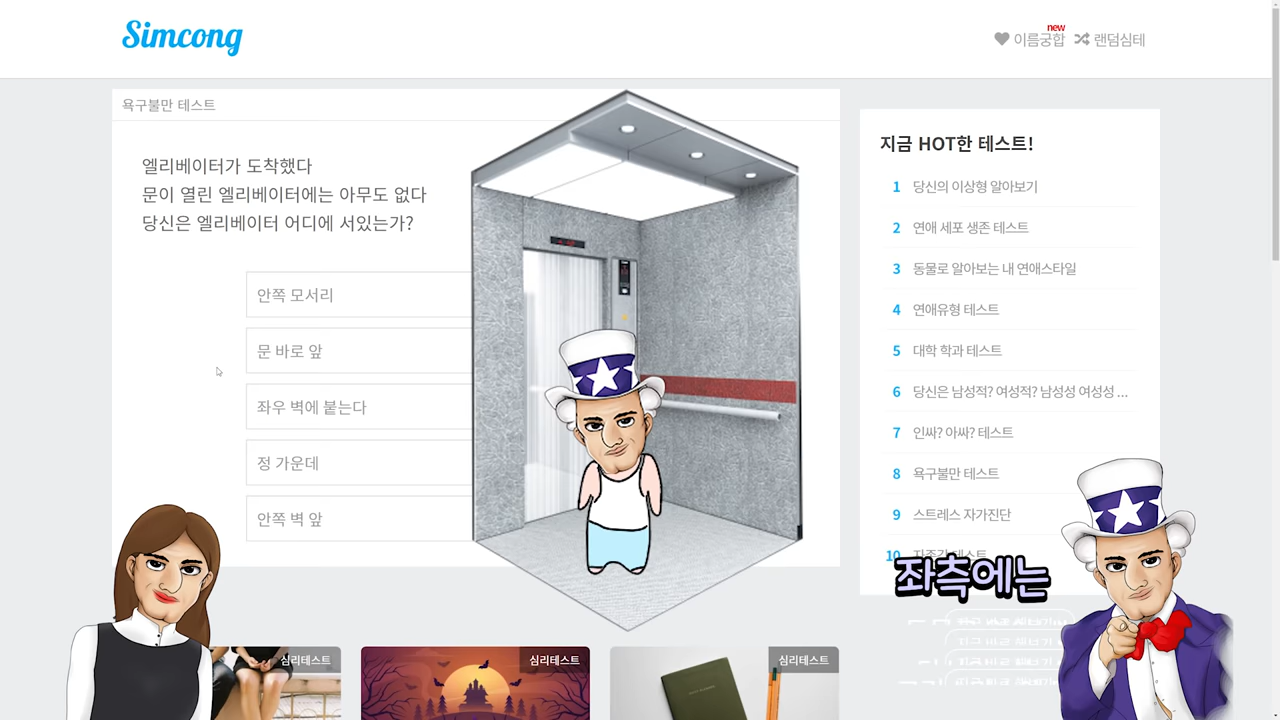 Simcong
new
이름궁합
랜덤심테
욕구불만 테스트
엘리베이터가 도착했다
문이 열린 엘리베이터에는 아무도 없다
당신은 엘리베이터 어디에 서있는가?
안쪽 모서리
문 바로 앞
좌우 벽에 붙는다
정 가운데
안쪽 벽 앞
지금 HOT한 테스트!
1 당신의 이상형 알아보기
2 연애 세포 생존 테스트
3 동물로 알아보는 내 연애스타일
4 연애유형 테스트
5 대학 학과 테스트
6 당신은 남성적? 여성적? 남성성 여성성 ...
7 인싸? 아싸? 테스트
8 욕구불만 테스트
9 스트레스 자가진단
10 테스트
좌측에는
심리테스트
심리테스트
심리테스트